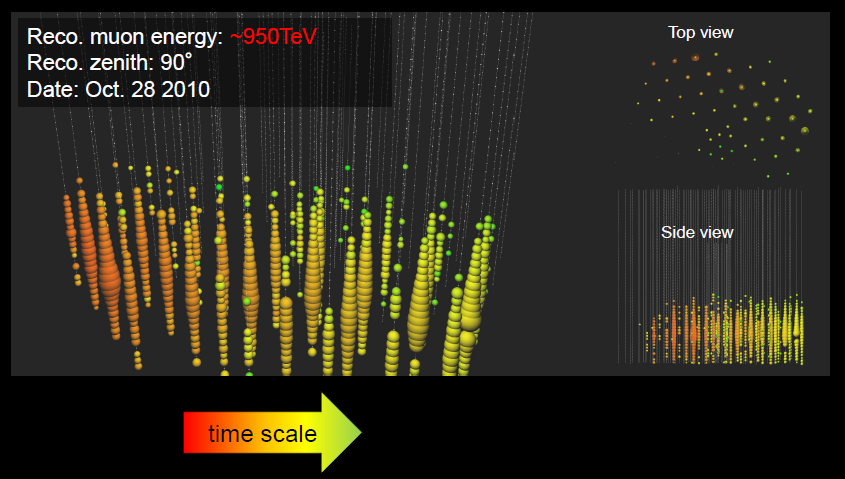 Reco. muon energy: ~950TeV
Reco. zenith: 90°
Date: Oct. 28 2010
Top view
Side view
time scale